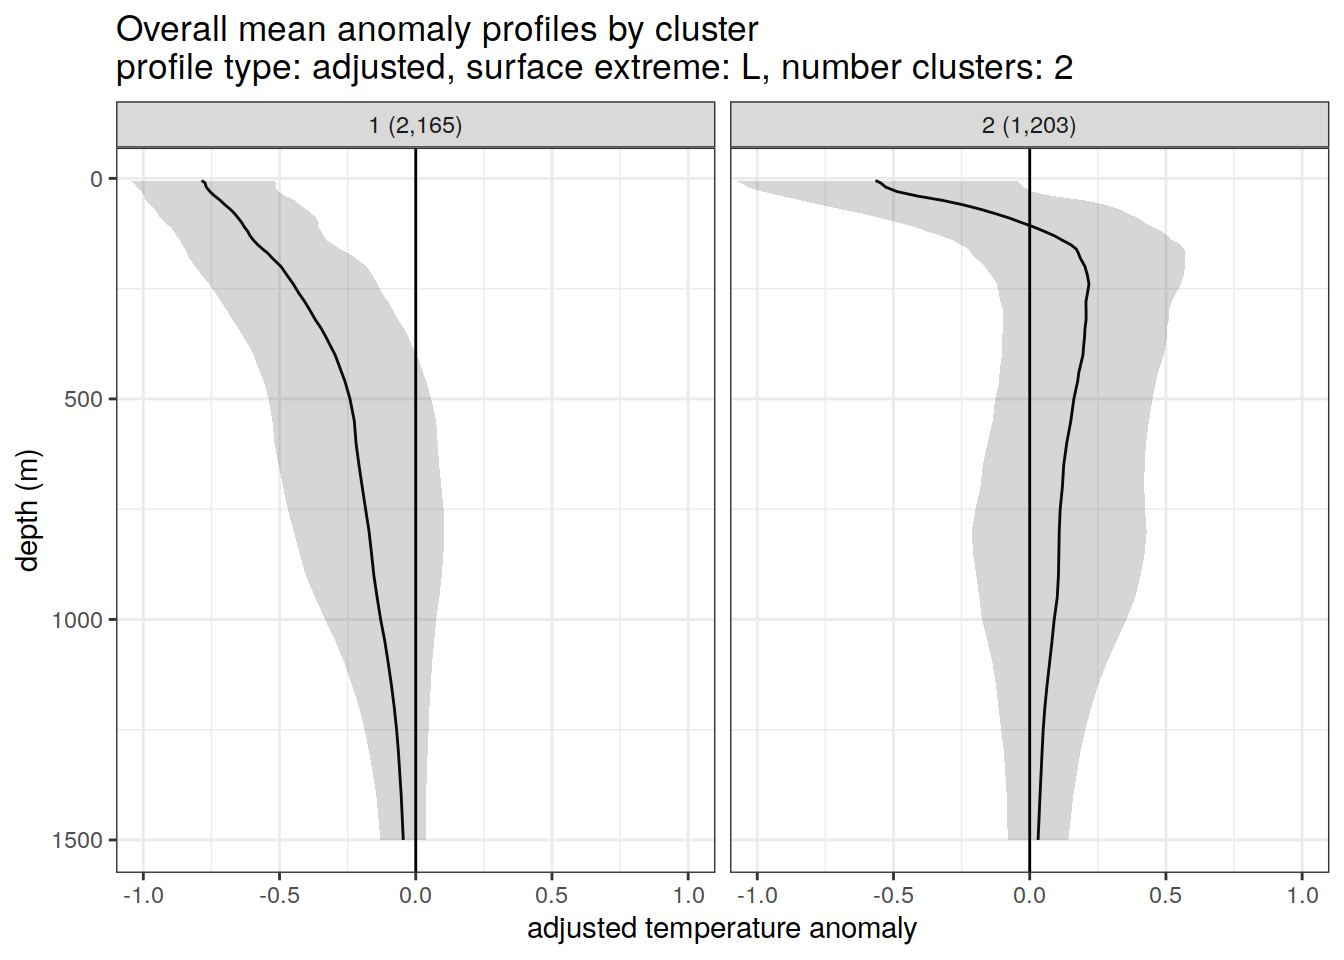 Overall mean anomaly profiles by cluster
profile type: adjusted, surface extreme: L, number clusters: 2
1 (2,165)
2 (1,203)
0
500
1000
1500
depth (m)
-1.0 -0.5 0.0 0.5 1.0
-1.0 -0.5 0.0 0.5 1.0
adjusted temperature anomaly